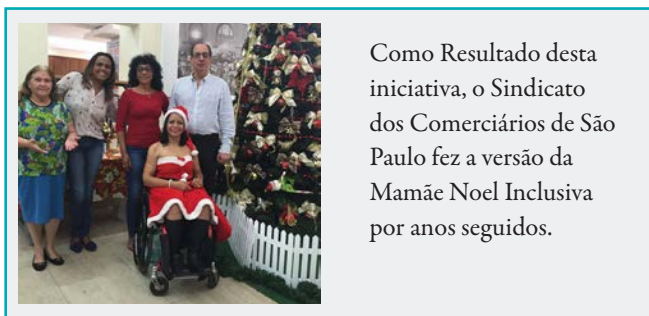 Como Resultado desta
iniciativa, o Sindicato
dos Comerciários de São
Paulo fez a versão da
Mamãe Noel Inclusiva
por anos seguidos.